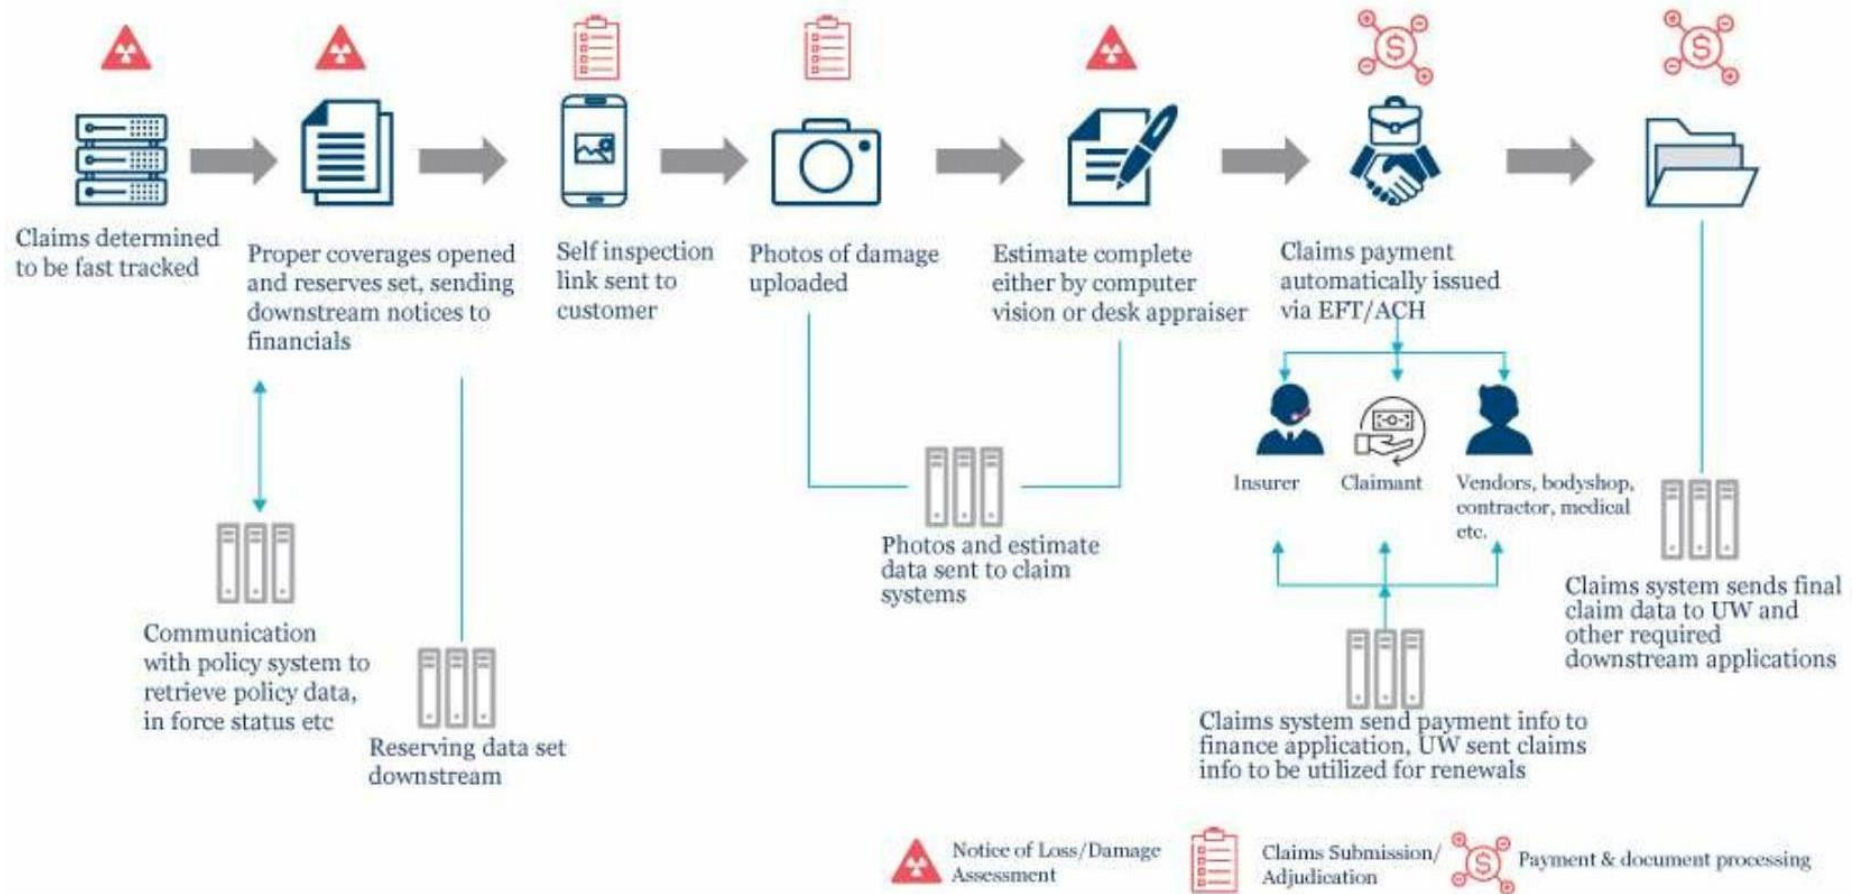 Claims determined
to be fast tracked
Proper coverages opened
and reserves set, sending
downstream notices to
financials
Self inspection
link sent to
customer
Photos of damage
uploaded
Estimate complete
either by computer
vision or desk appraiser
Claims payment
automatically issued
via EFT/ACH
Insurer
Claimant
Vendors, bodyshop,
contractor, medical
etc.
Communication
with policy system to
retrieve policy data,
in force status etc
Reserving data set
downstream
Photos and estimate
data sent to claim
systems
Claims system send payment info to
finance application, UW sent claims
info to be utilized for renewals
Claims system sends final
claim data to UW and
other required
downstream applications
Notice of Loss/Damage
Assessment
Claims Submission/
Adjudication
Payment & document processing